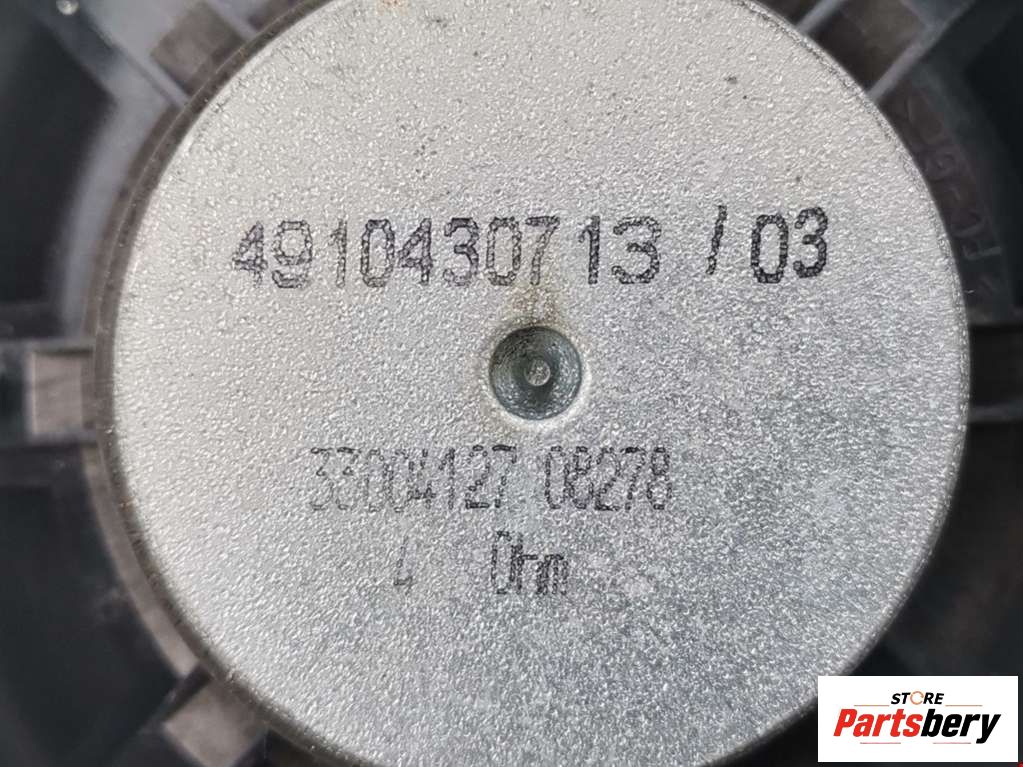 4910430713 / 03
33004127 08278
4 Ohm
STORE
Partsbery